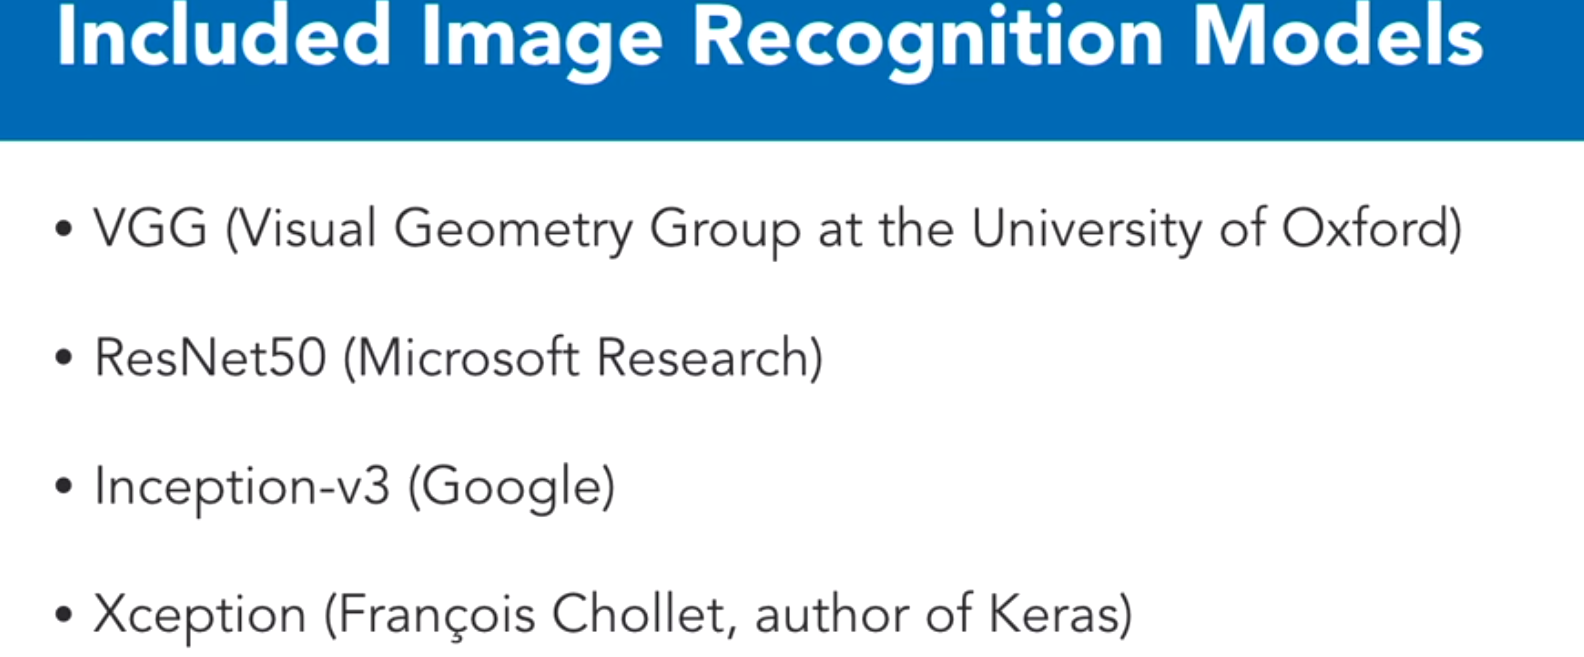 Included Image Recognition Models
• VGG (Visual Geometry Group at the University of Oxford)
• ResNet50 (Microsoft Research)
• Inception-v3 (Google)
• Xception (François Chollet, author of Keras)